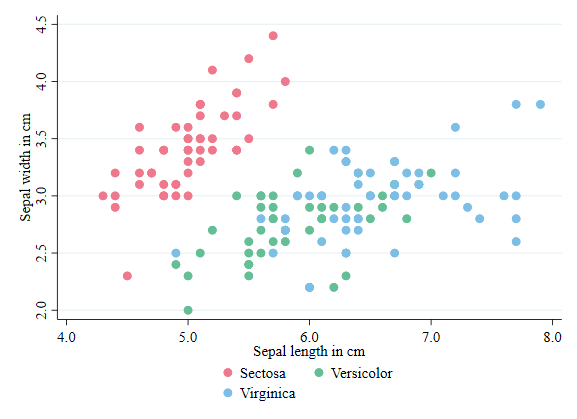 4.5
4.0
3.5
3.0
2.5
2.0
Sepal width in cm
4.0 5.0 6.0 7.0 8.0
Sepal length in cm
Sectosa Versicolor
Virginica